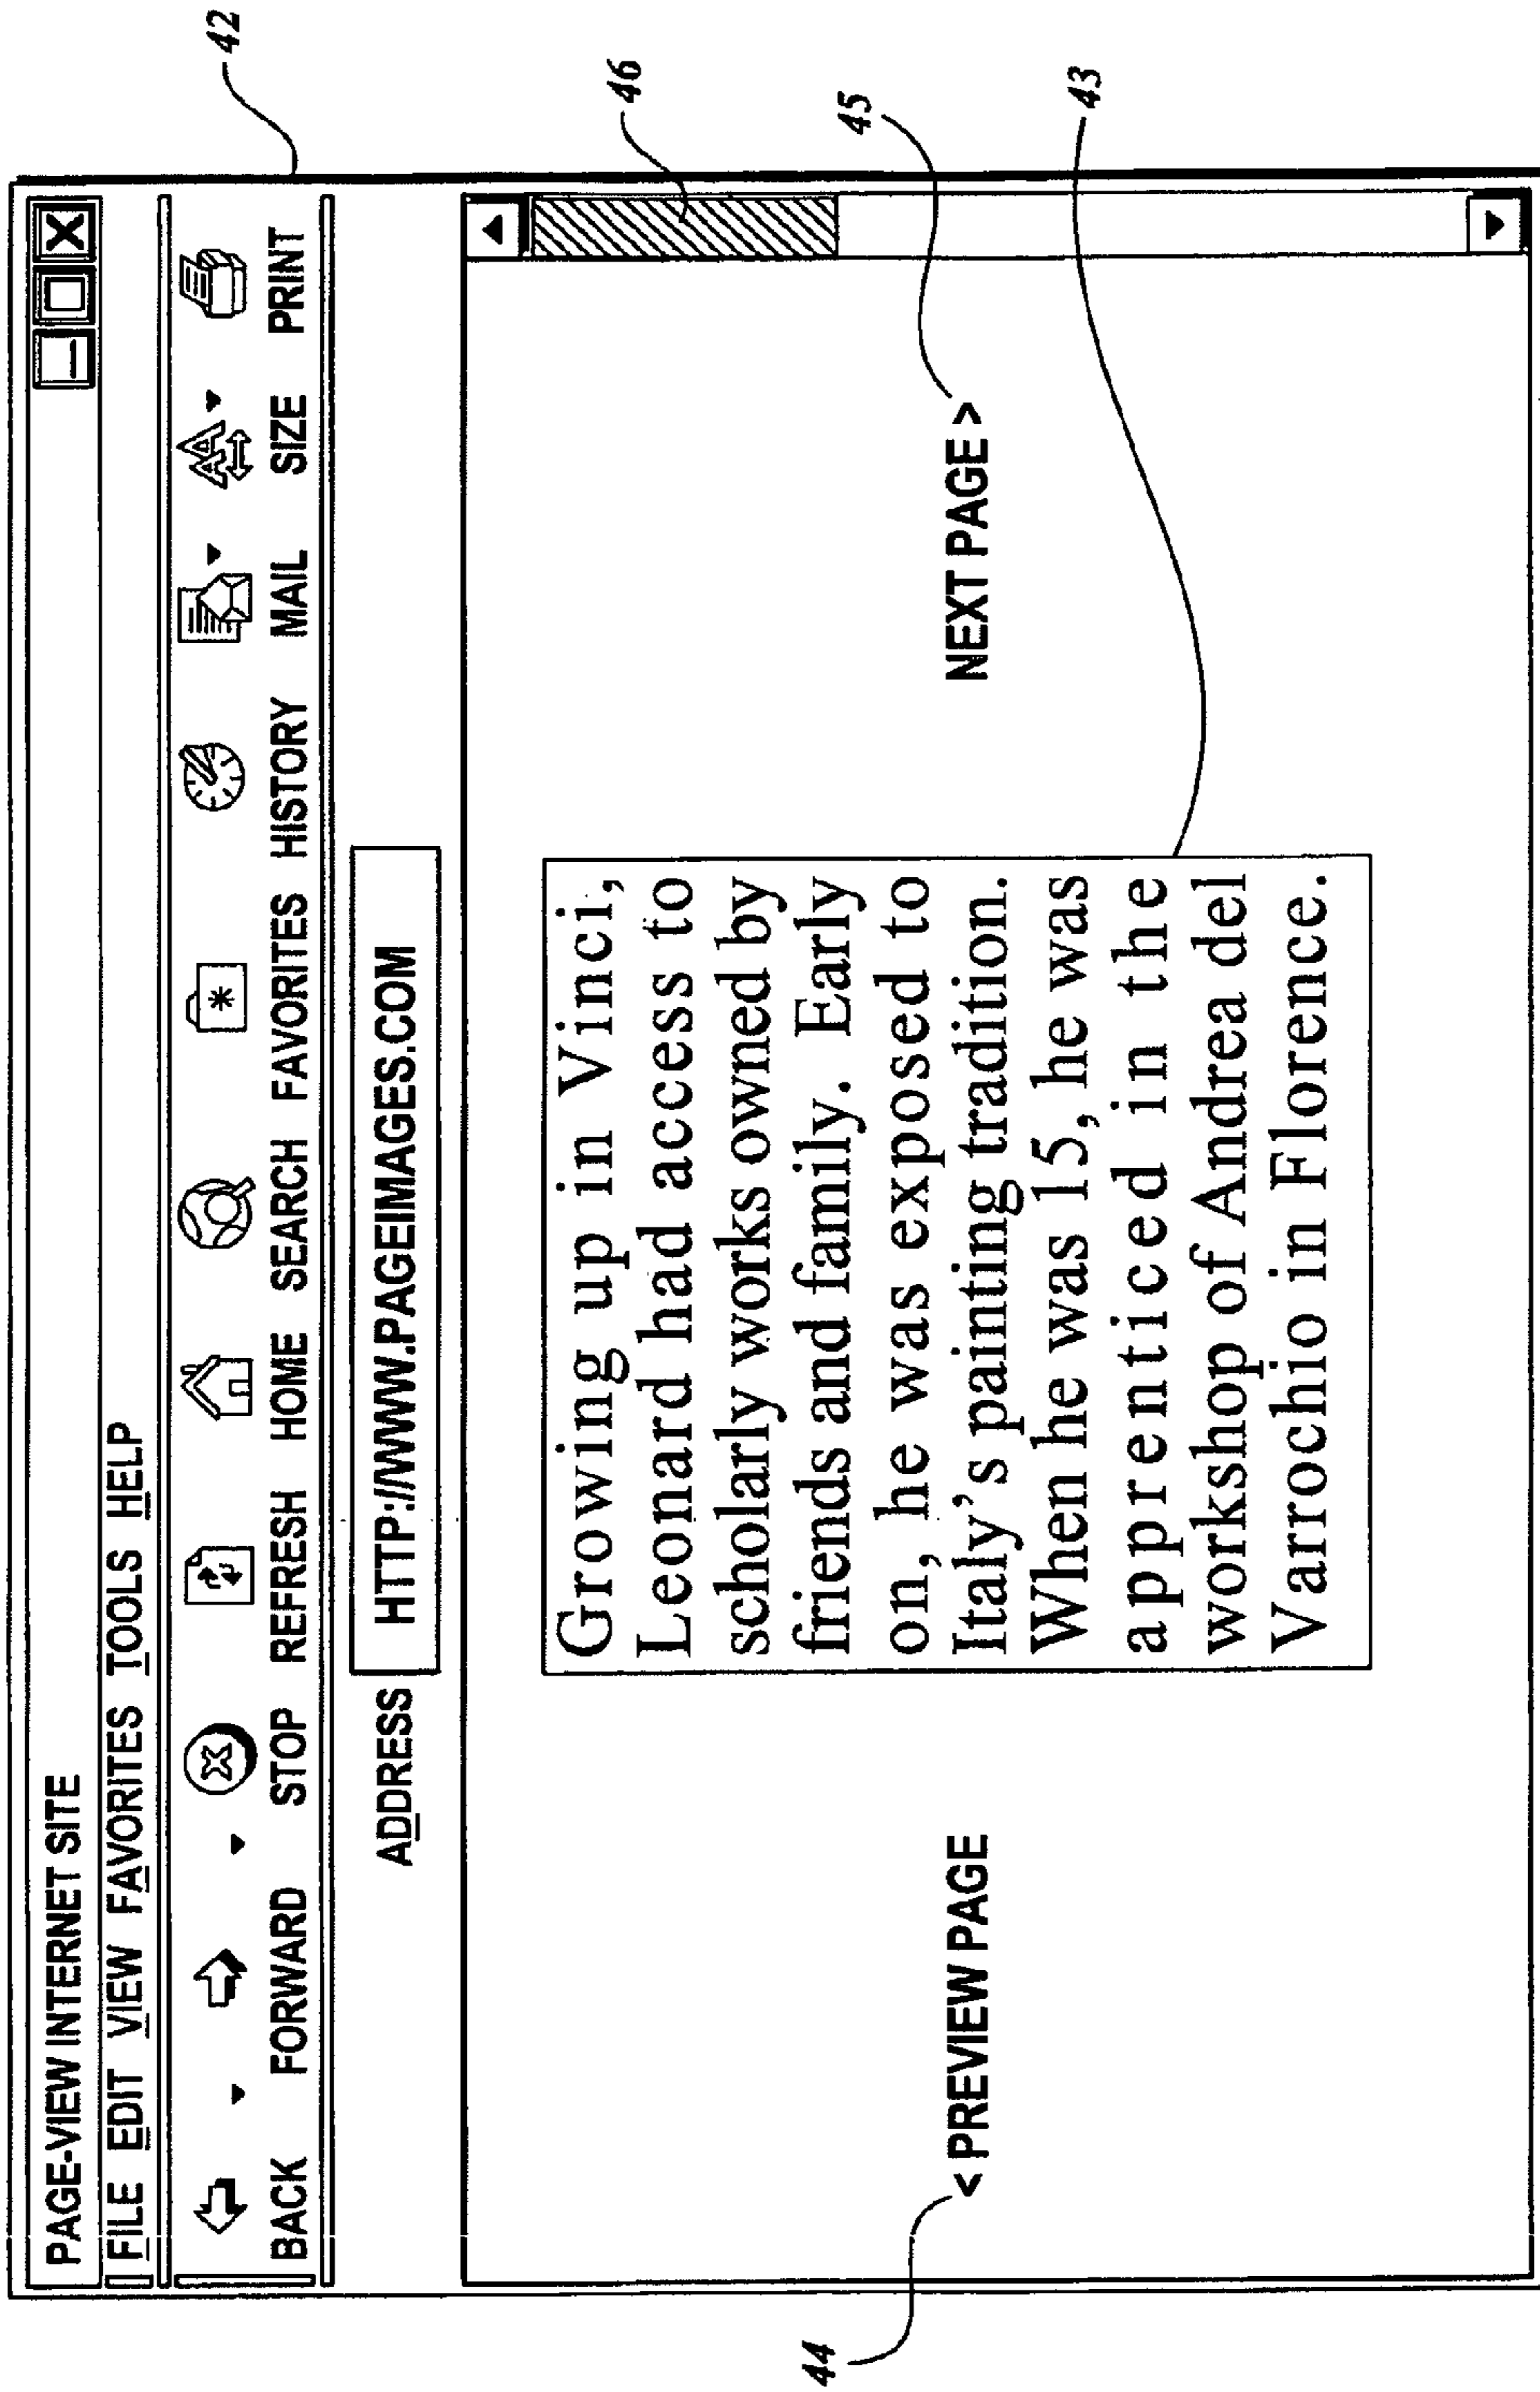 PAGE-VIEW INTERNET SITE
FILE EDIT VIEW FAVORITES TOOLS HELP
BACK FORWARD STOP REFRESH HOME SEARCH FAVORITES HISTORY MAIL SIZE PRINT
ADDRESS HTTP://WWW.PAGEIMAGES.COM
Growing up in Vinci,
Leonard had access to
scholarly works owned by
friends and family. Early
on, he was exposed to
Italy's painting tradition.
When he was 15, he was
apprenticed in the
workshop of Andrea del
Varrochio in Florence.
< PREVIEW PAGE
NEXT PAGE >
42
46
45
43
44